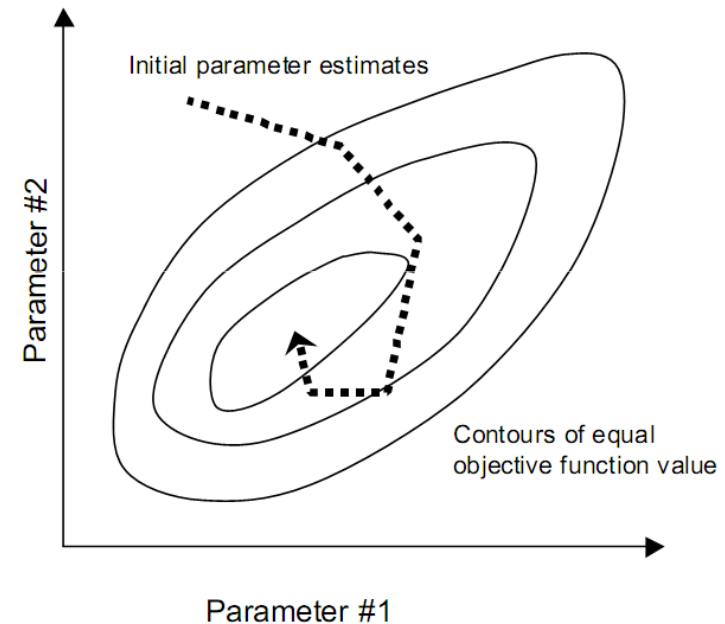 Initial parameter estimates
Parameter #2
Contours of equal
objective function value
Parameter #1